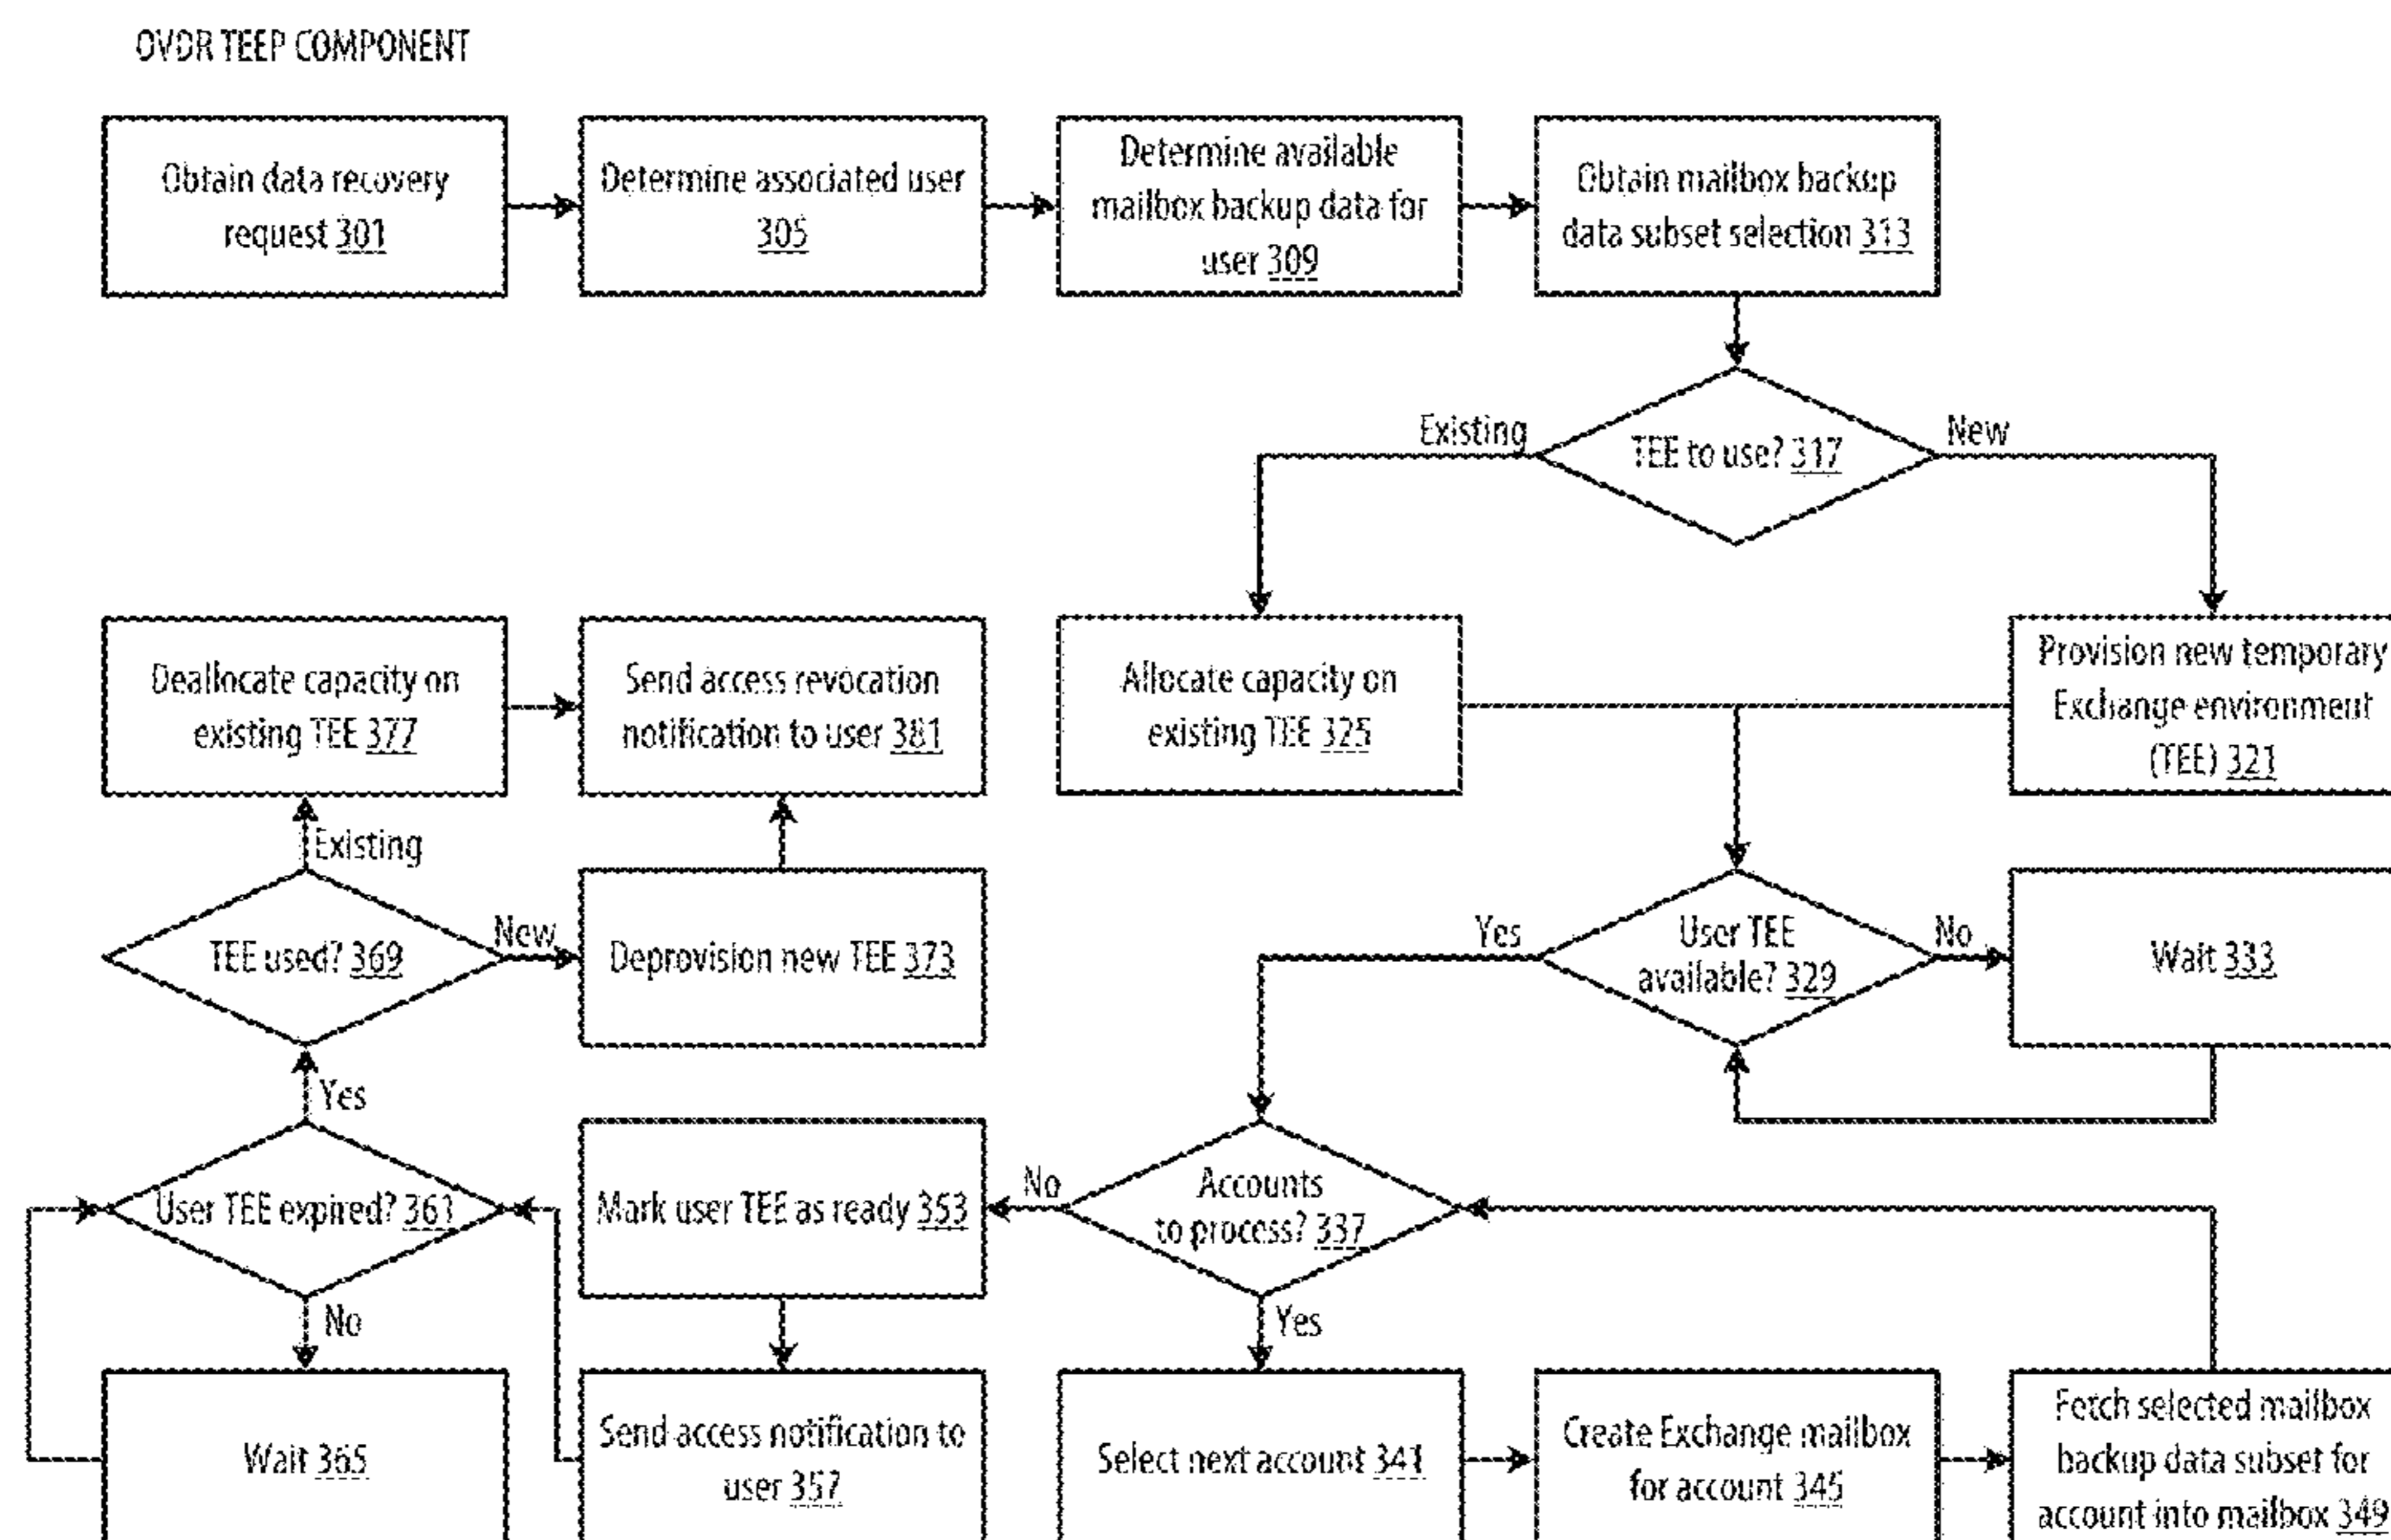 OVDR TEEP COMPONENT
Obtain data recovery
request 301
Determine associated user
305
Determine available
mailbox backup data for
user 309
Obtain mailbox backup
data subset selection 313
Existing
TEE to use? 317
New
Deallocate capacity on
existing TEE 377
Send access revocation
notification to user 381
Allocate capacity on
existing TEE 325
Provision new temporary
Exchange environment
(TEE) 321
Existing
TEE used? 369
New
Deprovision new TEE 373
Yes
User TEE
available? 329
No
Wait 333
Yes
User TEE expired? 361
Mark user TEE as ready 353
No
Accounts
to process? 337
No
Yes
Wait 365
Send access notification to
user 357
Select next account 341
Create Exchange mailbox
for account 345
Fetch selected mailbox
backup data subset for
account into mailbox 349